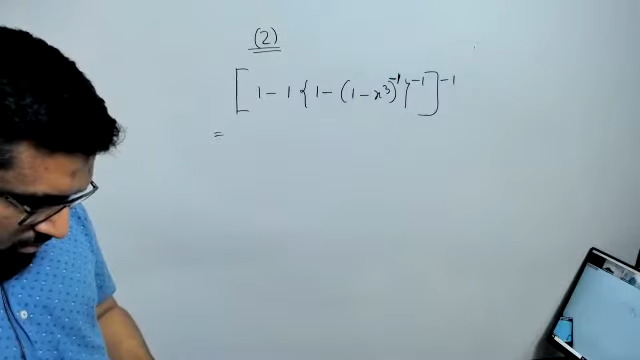 (2)
[ 1 - 1 { 1 - (1 - x³)⁻¹ }⁻¹ ]⁻¹
=